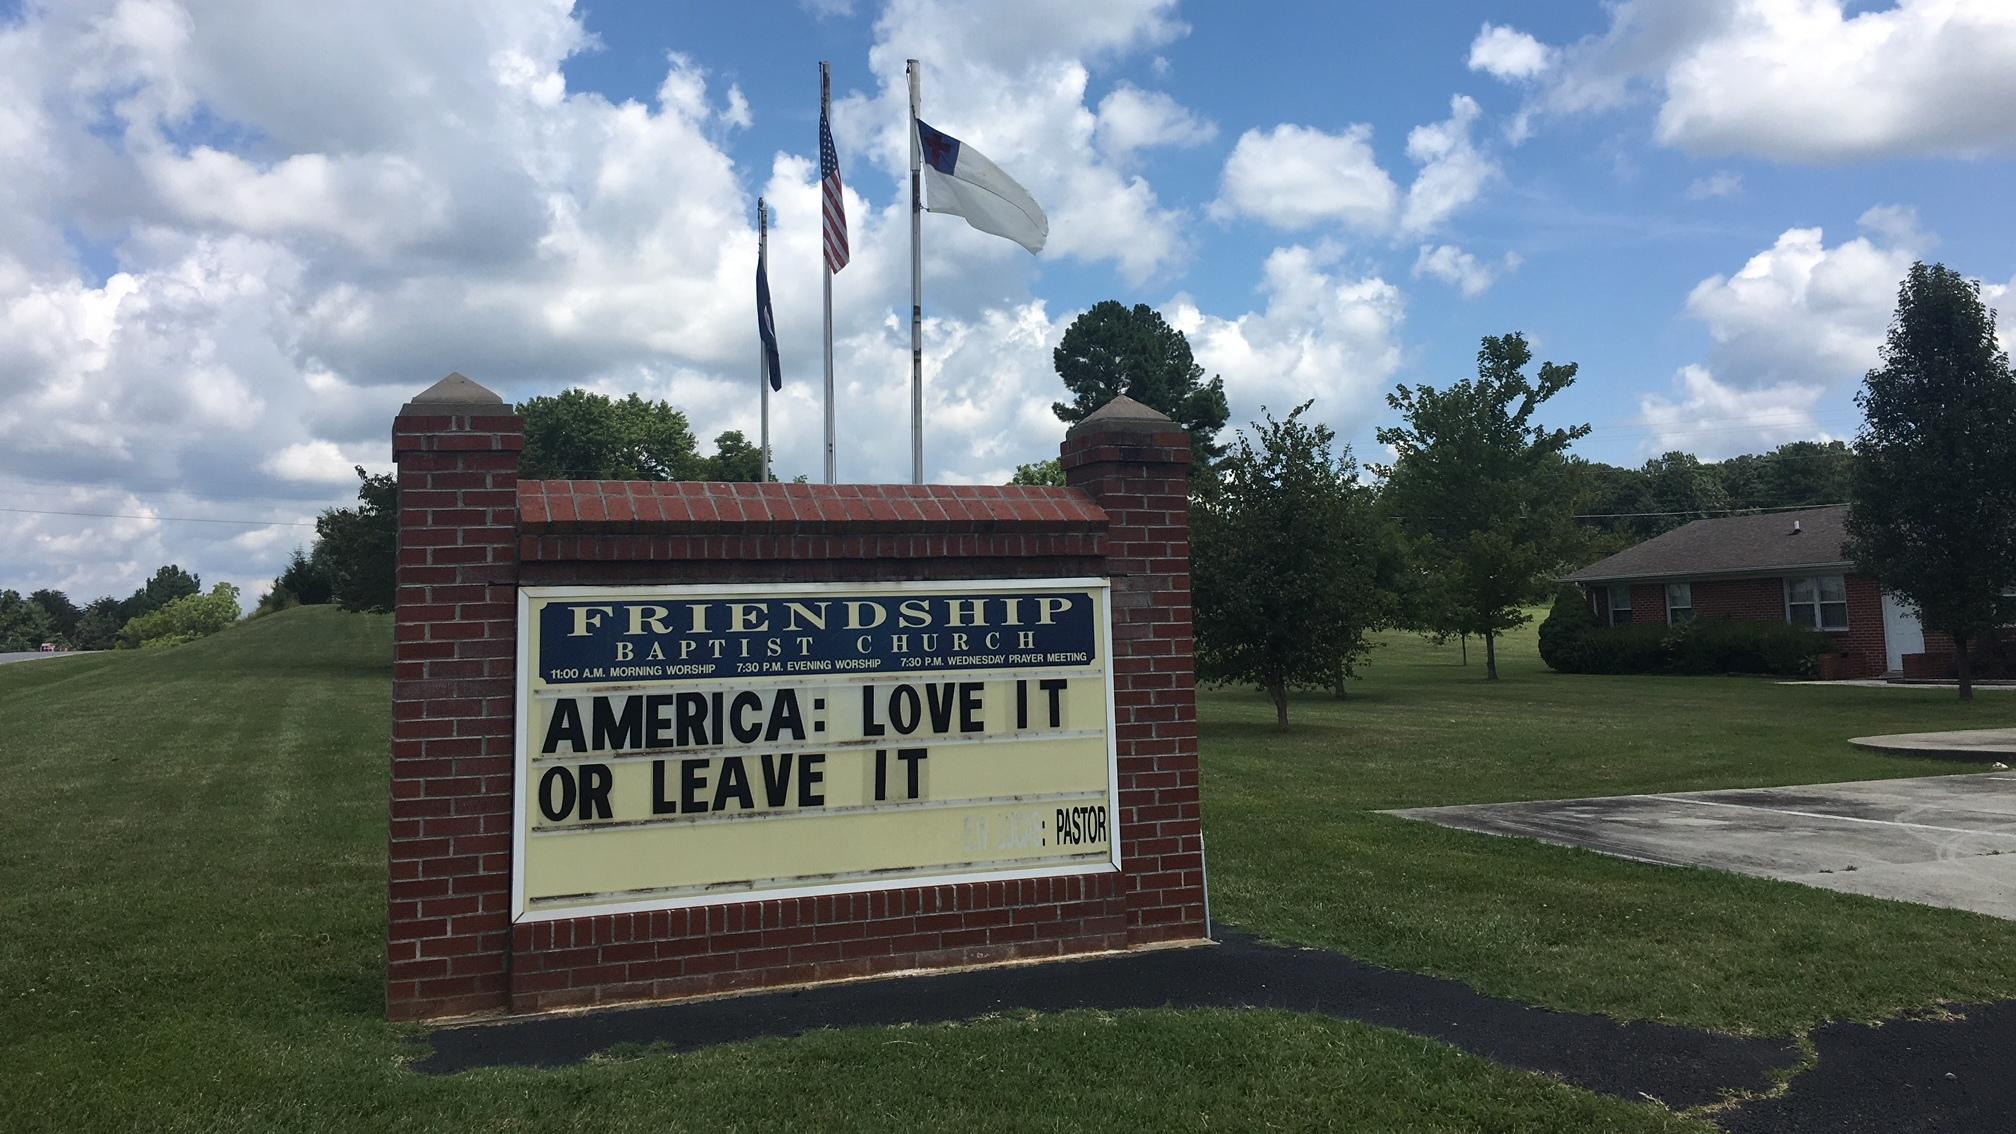 FRIENDSHIP
BAPTIST CHURCH
11:00 A.M. MORNING WORSHIP 7:30 P.M. EVENING WORSHIP 7:30 P.M. WEDNESDAY PRAYER MEETING
AMERICA: LOVE IT
OR LEAVE IT
: PASTOR